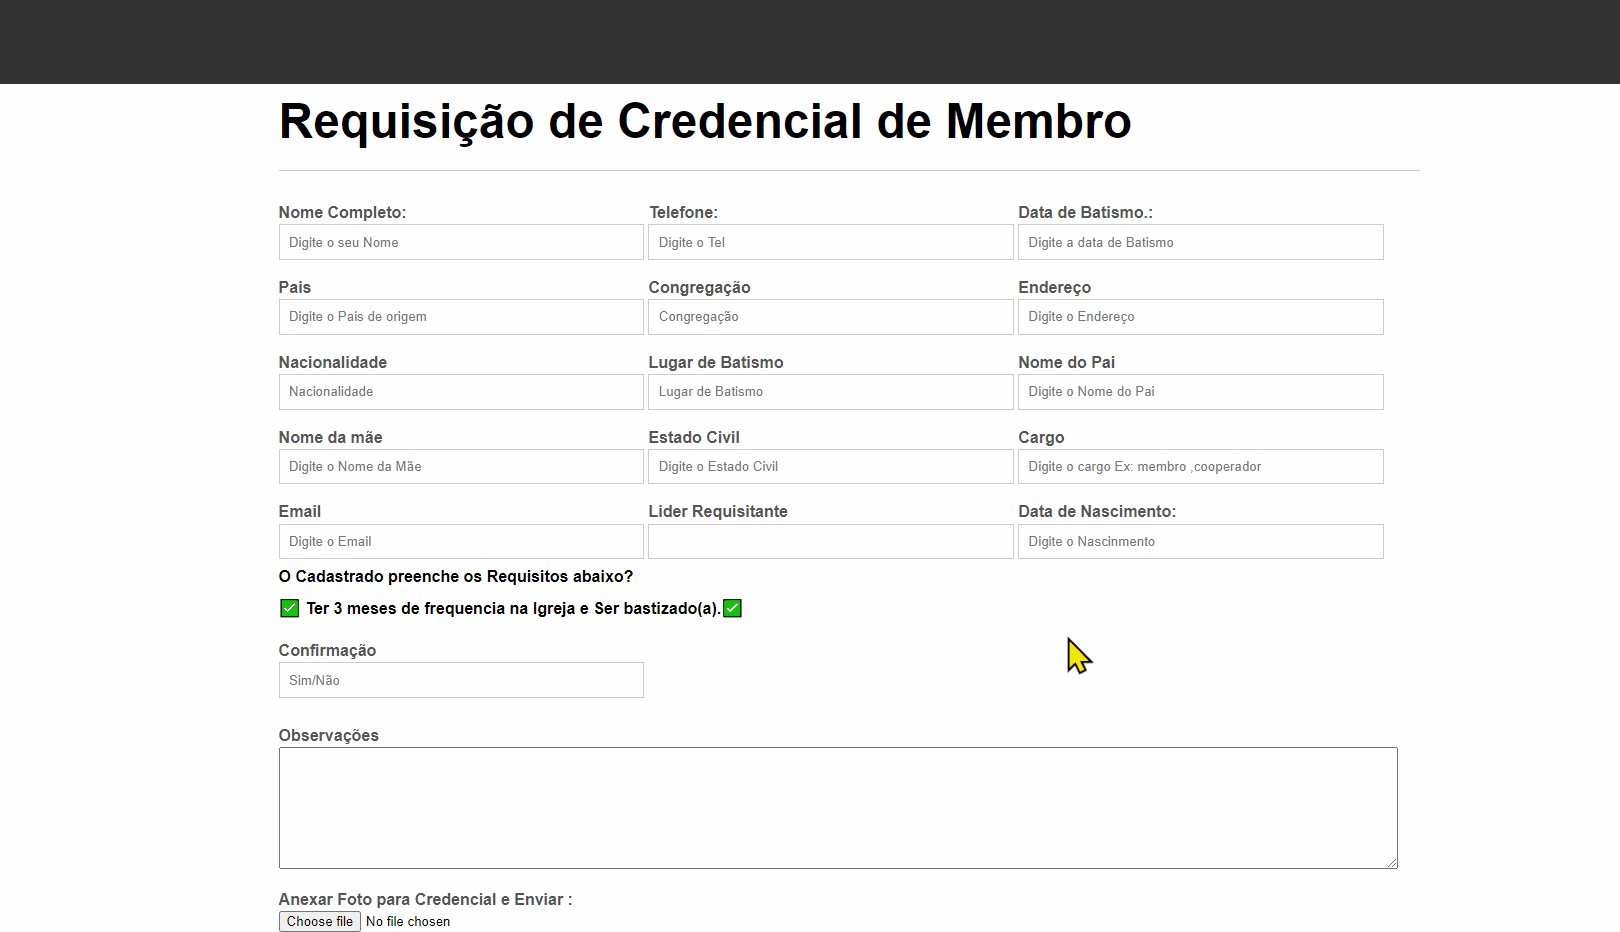 Requisição de Credencial de Membro
Nome Completo: Telefone: Data de Batismo.:
Digite o seu Nome Digite o Tel Digite a data de Batismo
Pais Congregação Endereço
Digite o Pais de origem Congregação Digite o Endereço
Nacionalidade Lugar de Batismo Nome do Pai
Nacionalidade Lugar de Batismo Digite o Nome do Pai
Nome da mãe Estado Civil Cargo
Digite o Nome da Mãe Digite o Estado Civil Digite o cargo Ex: membro ,cooperador
Email Lider Requisitante Data de Nascimento:
Digite o Email Digite o Nascinmento
O Cadastrado preenche os Requisitos abaixo?
✅ Ter 3 meses de frequencia na Igreja e Ser bastizado(a).✅
Confirmação
Sim/Não
Observações
Anexar Foto para Credencial e Enviar :
Choose file No file chosen